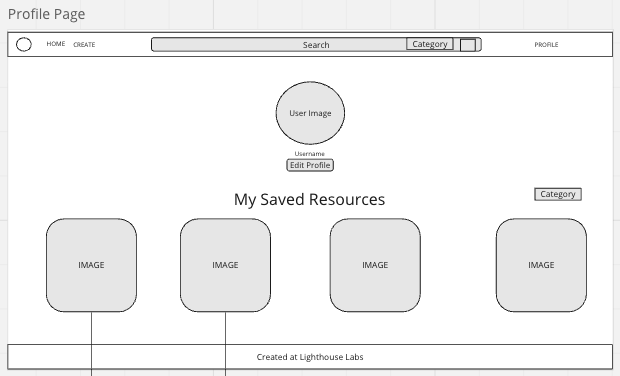 Profile Page
HOME CREATE Search Category PROFILE
User Image
Username
Edit Profile
My Saved Resources
Category
IMAGE IMAGE IMAGE IMAGE
Created at Lighthouse Labs